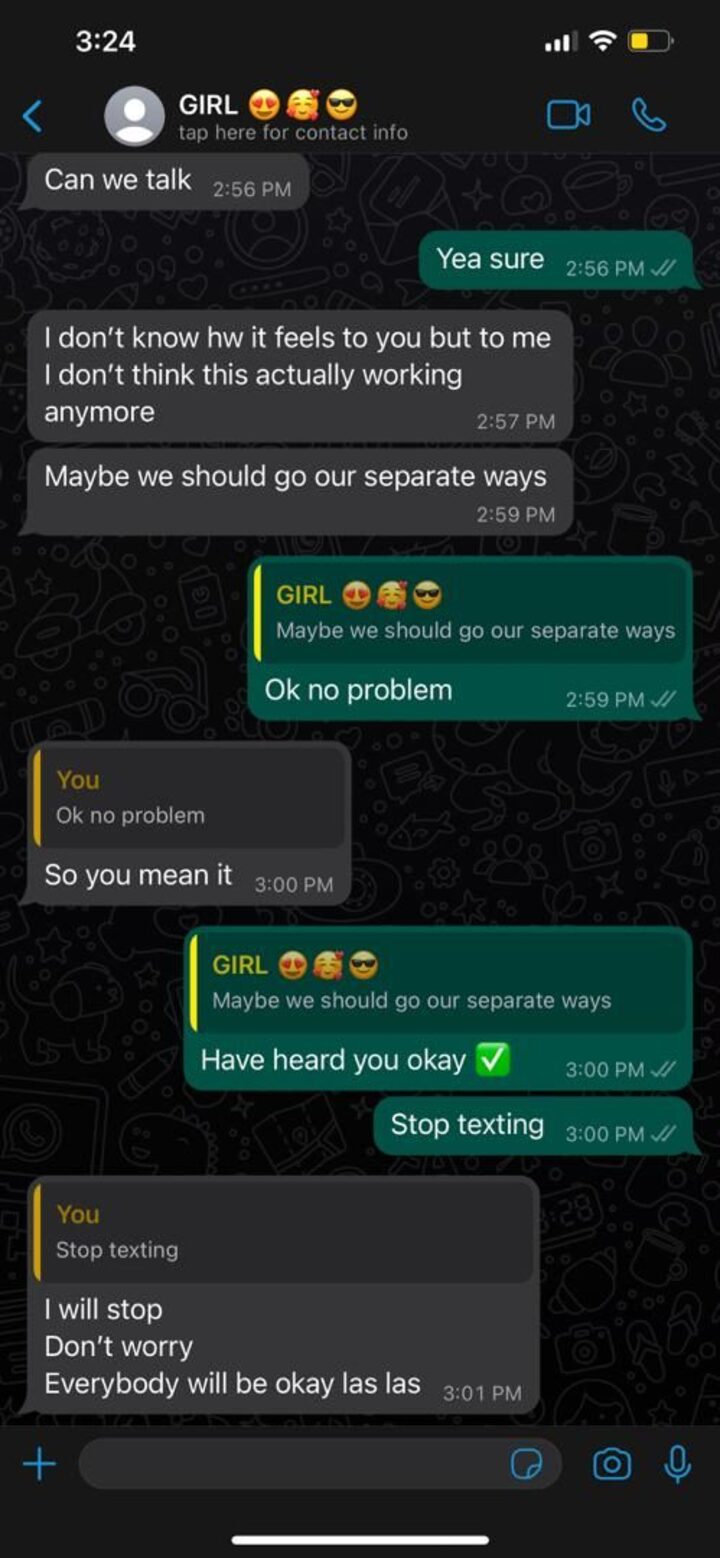 3:24
GIRL 😍🥰😎
tap here for contact info
Can we talk 2:56 PM
Yea sure 2:56 PM
I don't know hw it feels to you but to me
I don't think this actually working
anymore 2:57 PM
Maybe we should go our separate ways
2:59 PM
GIRL 😍🥰😎
Maybe we should go our separate ways
Ok no problem 2:59 PM
You
Ok no problem
So you mean it 3:00 PM
GIRL 😍🥰😎
Maybe we should go our separate ways
Have heard you okay ✅ 3:00 PM
Stop texting 3:00 PM
You
Stop texting
I will stop
Don't worry
Everybody will be okay las las 3:01 PM